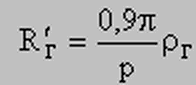 R′г = 0,9π/p ρг